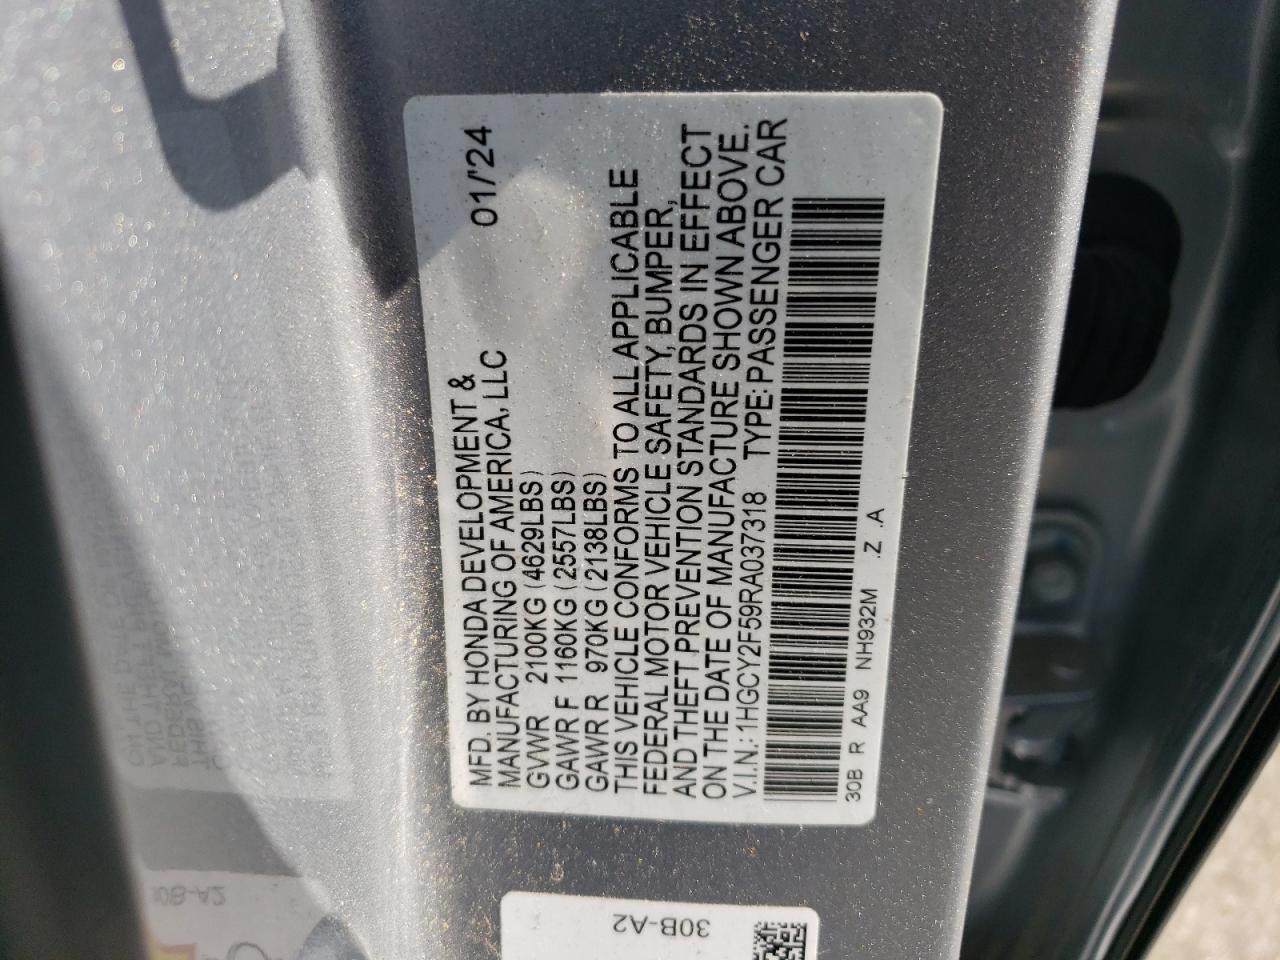 MFD. BY HONDA DEVELOPMENT &
MANUFACTURING OF AMERICA, LLC 01/'24
GVWR 2100KG (4629LBS)
GAWR F 1160KG (2557LBS)
GAWR R 970KG (2138LBS)
THIS VEHICLE CONFORMS TO ALL APPLICABLE
FEDERAL MOTOR VEHICLE SAFETY, BUMPER,
AND THEFT PREVENTION STANDARDS IN EFFECT
ON THE DATE OF MANUFACTURE SHOWN ABOVE.
V.I.N.: 1HGCY2F59RA037318 TYPE: PASSENGER CAR
30B R AA9 NH932M .Z .A
30B-A2